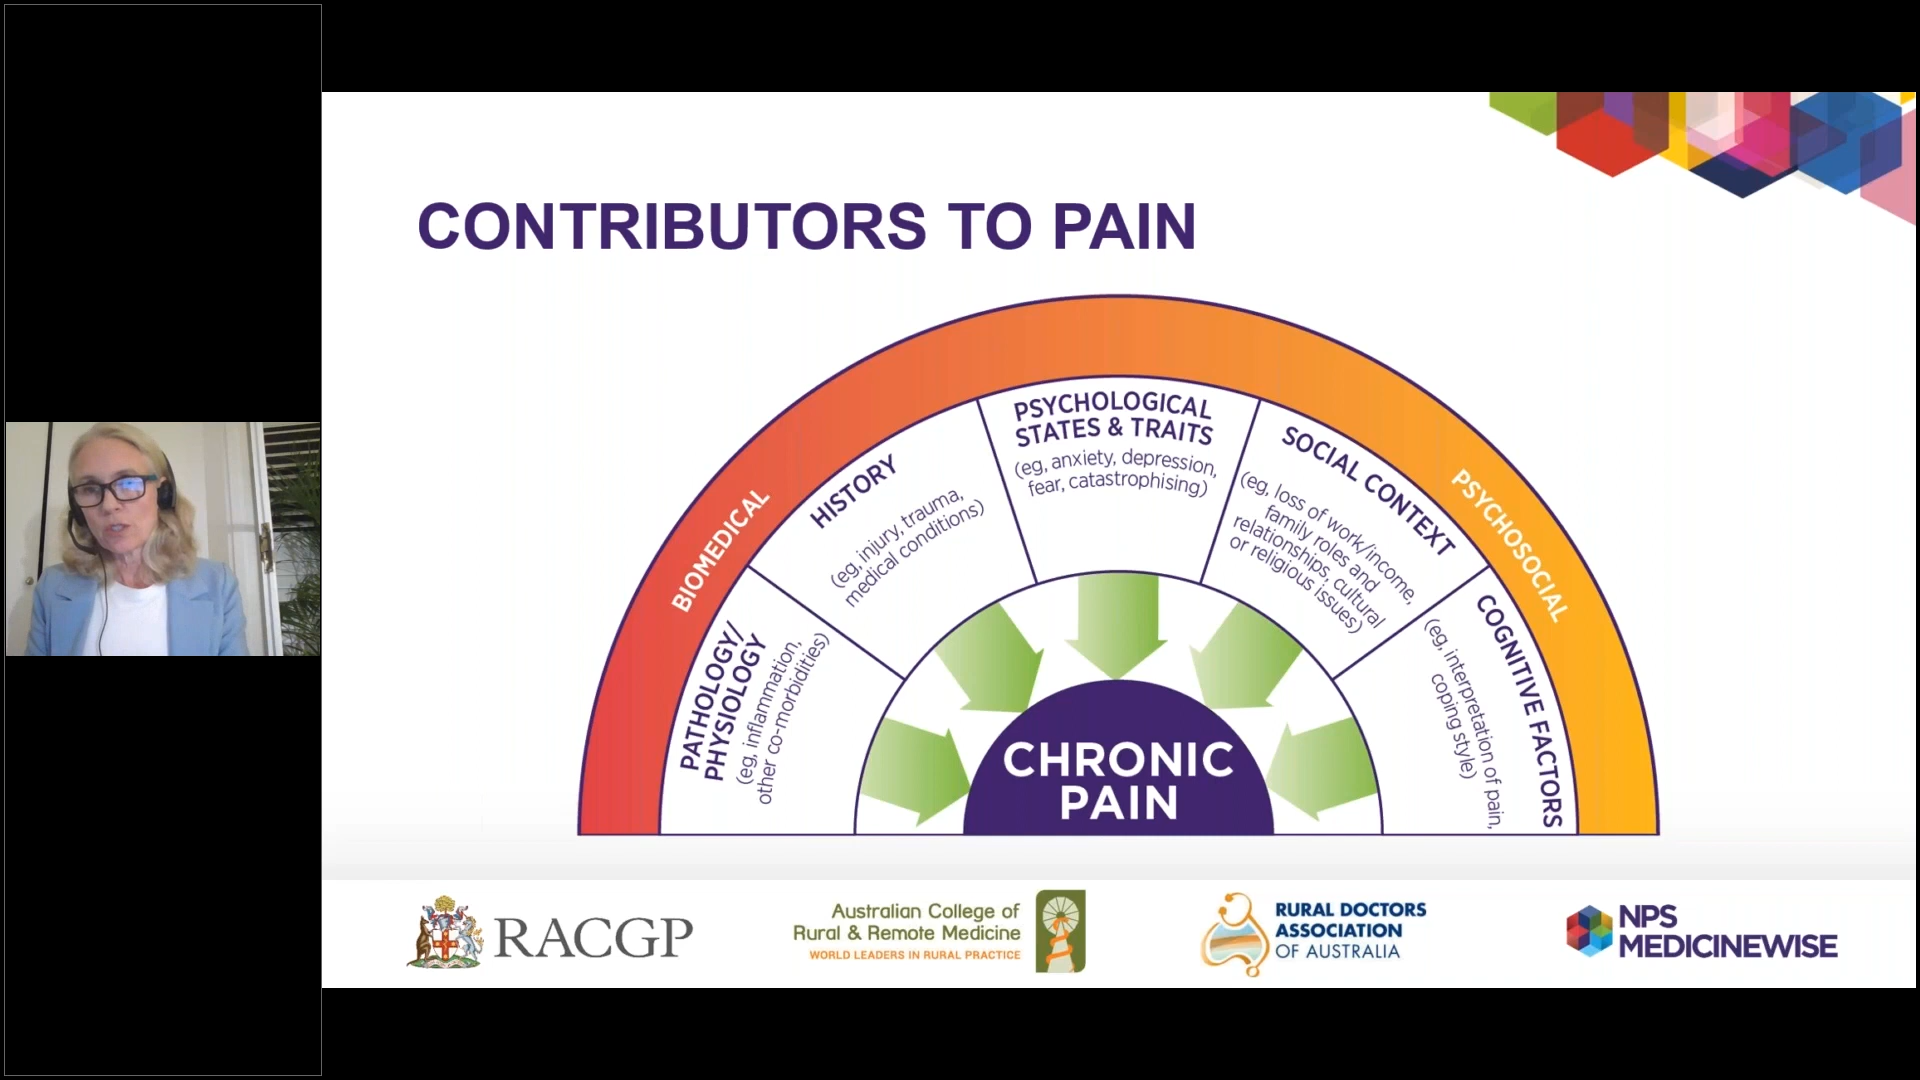 CONTRIBUTORS TO PAIN
BIOMEDICAL
PSYCHOSOCIAL
PATHOLOGY/
PHYSIOLOGY
(eg, inflammation,
other co-morbidities)
HISTORY
(eg, injury, trauma,
medical conditions)
PSYCHOLOGICAL
STATES & TRAITS
(eg, anxiety, depression,
fear, catastrophising)
SOCIAL CONTEXT
(eg, loss of work/income,
family roles and
relationships, cultural
or religious issues)
COGNITIVE FACTORS
(eg, interpretation of pain,
coping style)
CHRONIC
PAIN
RACGP
Australian College of
Rural & Remote Medicine
WORLD LEADERS IN RURAL PRACTICE
RURAL DOCTORS
ASSOCIATION
OF AUSTRALIA
NPS
MEDICINEWISE